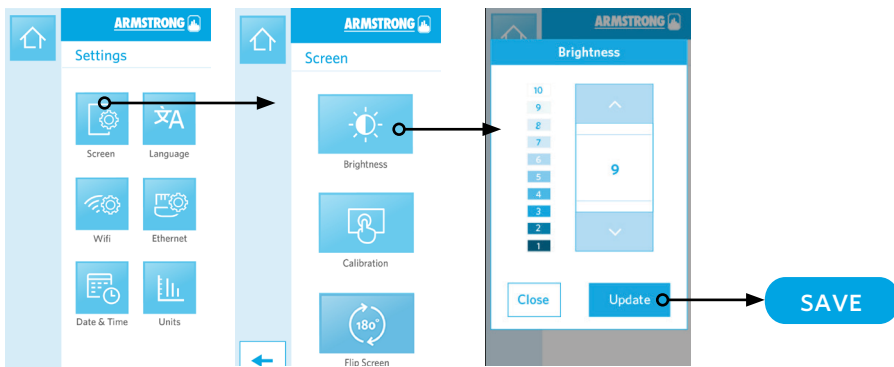 ARMSTRONG
Settings
Screen
Language
Wifi
Ethernet
Date & Time
Units
ARMSTRONG
Screen
Brightness
Calibration
180°
Flip Screen
ARMSTRONG
Brightness
10
9
8
7
6
5
4
3
2
1
9
Close
Update
SAVE